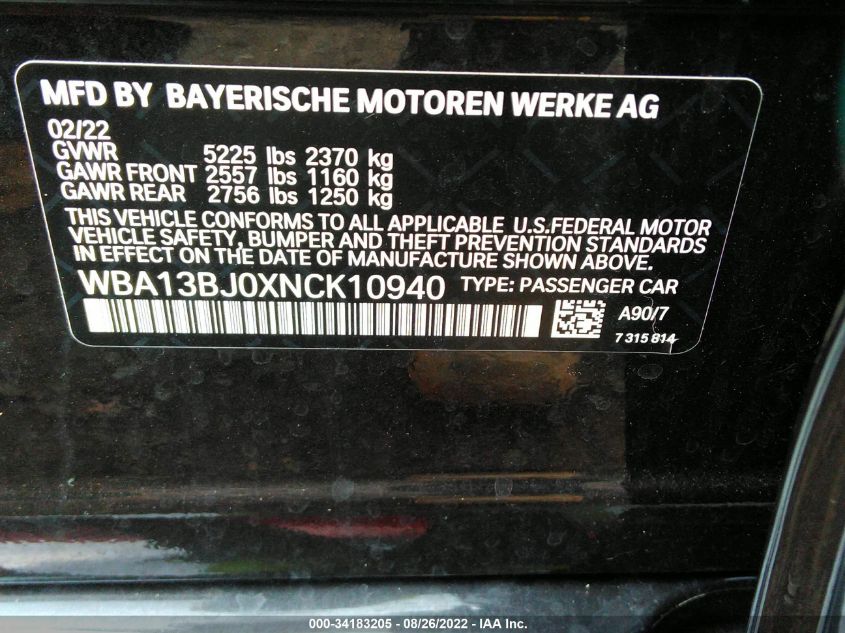 MFD BY BAYERISCHE MOTOREN WERKE AG
02/22
GVWR 5225 lbs 2370 kg
GAWR FRONT 2557 lbs 1160 kg
GAWR REAR 2756 lbs 1250 kg
THIS VEHICLE CONFORMS TO ALL APPLICABLE U.S.FEDERAL MOTOR
VEHICLE SAFETY, BUMPER AND THEFT PREVENTION STANDARDS
IN EFFECT ON THE DATE OF MANUFACTURE SHOWN ABOVE.
WBA13BJ0XNCK10940 TYPE: PASSENGER CAR
A90/7
7 315 814
000-34183205 - 08/26/2022 - IAA Inc.